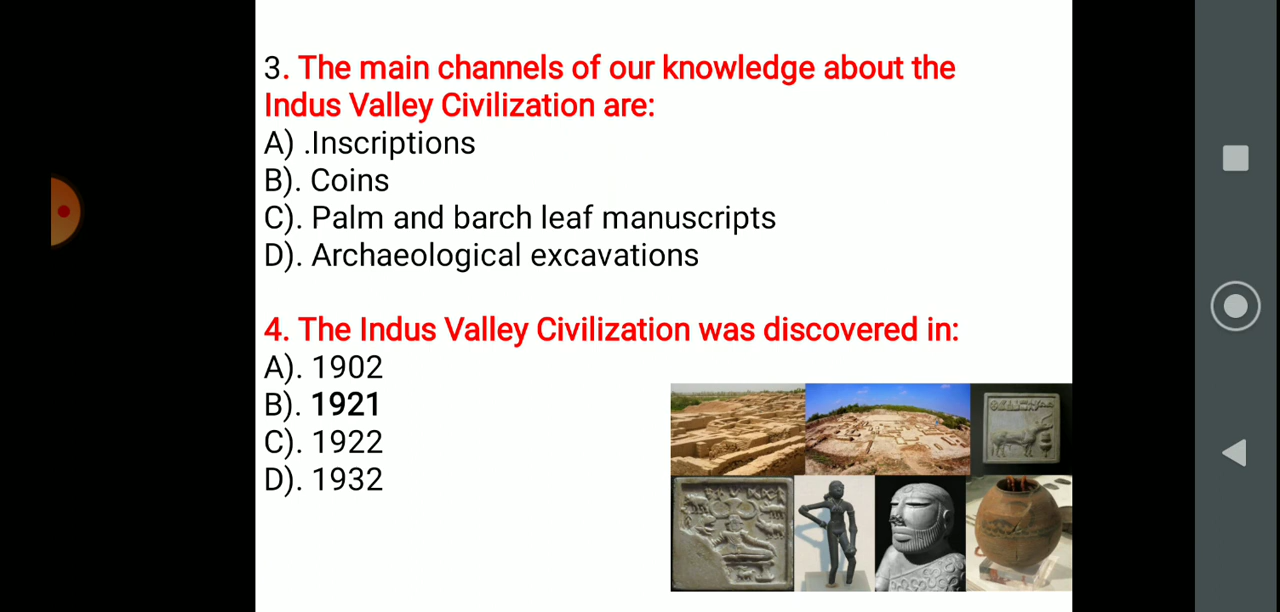 3. The main channels of our knowledge about the
Indus Valley Civilization are:
A) .Inscriptions
B). Coins
C). Palm and barch leaf manuscripts
D). Archaeological excavations
4. The Indus Valley Civilization was discovered in:
A). 1902
B). 1921
C). 1922
D). 1932